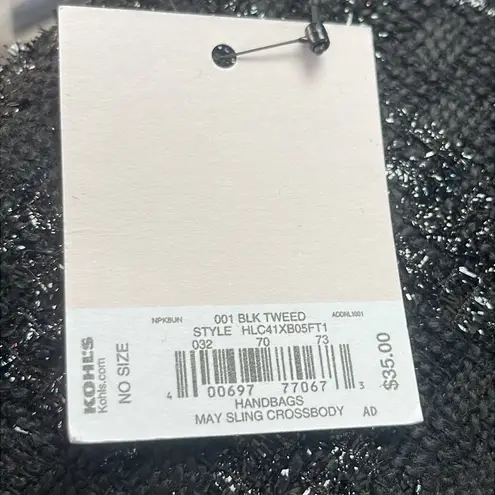 NPKBUN 001 BLK TWEED ADDNL1001
STYLE HLC41XB05FT1
032 70 73
4 00697 77067 3
HANDBAGS
MAY SLING CROSSBODY AD
KOHL'S
Kohls.com
NO SIZE
$35.00